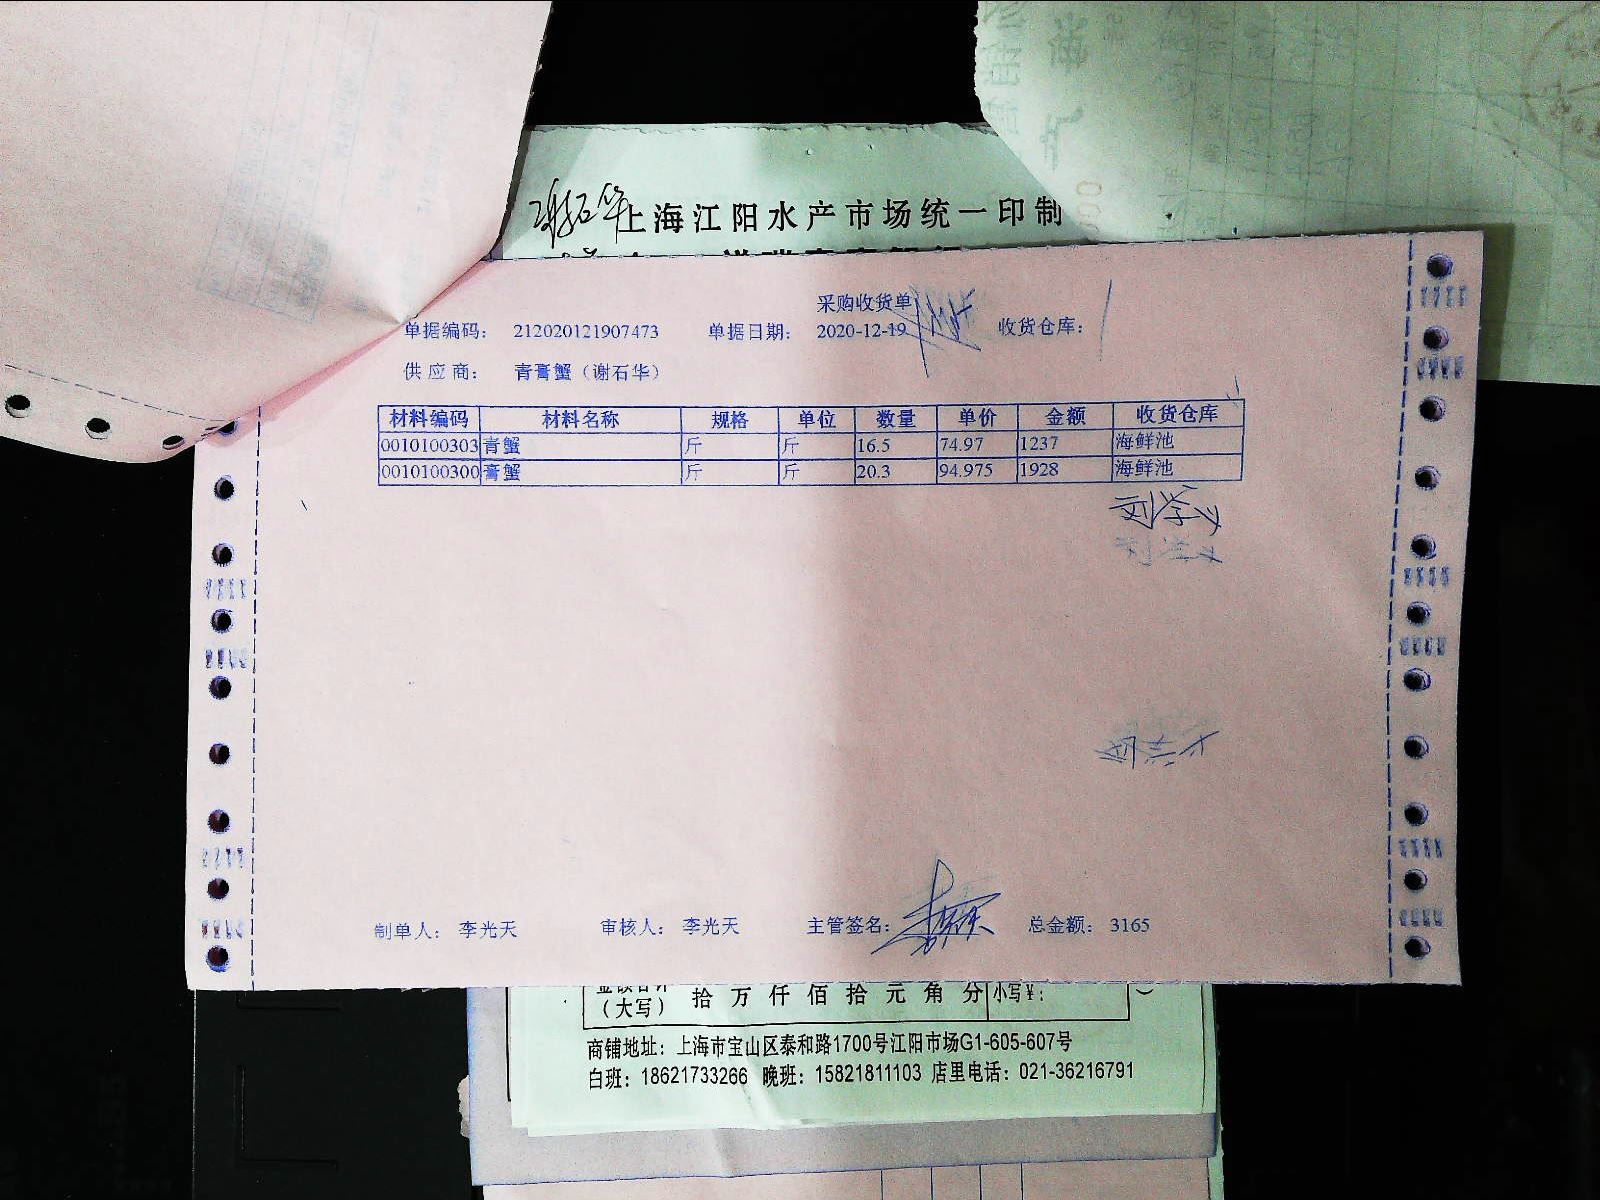 谢石华
上海江阳水产市场统一印制
采购收货单
单据编码： 212020121907473 单据日期： 2020-12-19 收货仓库：
供应商： 青膏蟹（谢石华）
材料编码 材料名称 规格 单位 数量 单价 金额 收货仓库
0010100303 青蟹 斤 斤 16.5 74.97 1237 海鲜池
0010100300 膏蟹 斤 斤 20.3 94.975 1928 海鲜池
制单人： 李光天 审核人： 李光天 主管签名： 总金额： 3165
（大写） 拾万仟佰拾元角分 小写¥：
商铺地址：上海市宝山区泰和路1700号江阳市场G1-605-607号
白班：18621733266 晚班：15821811103 店里电话：021-36216791